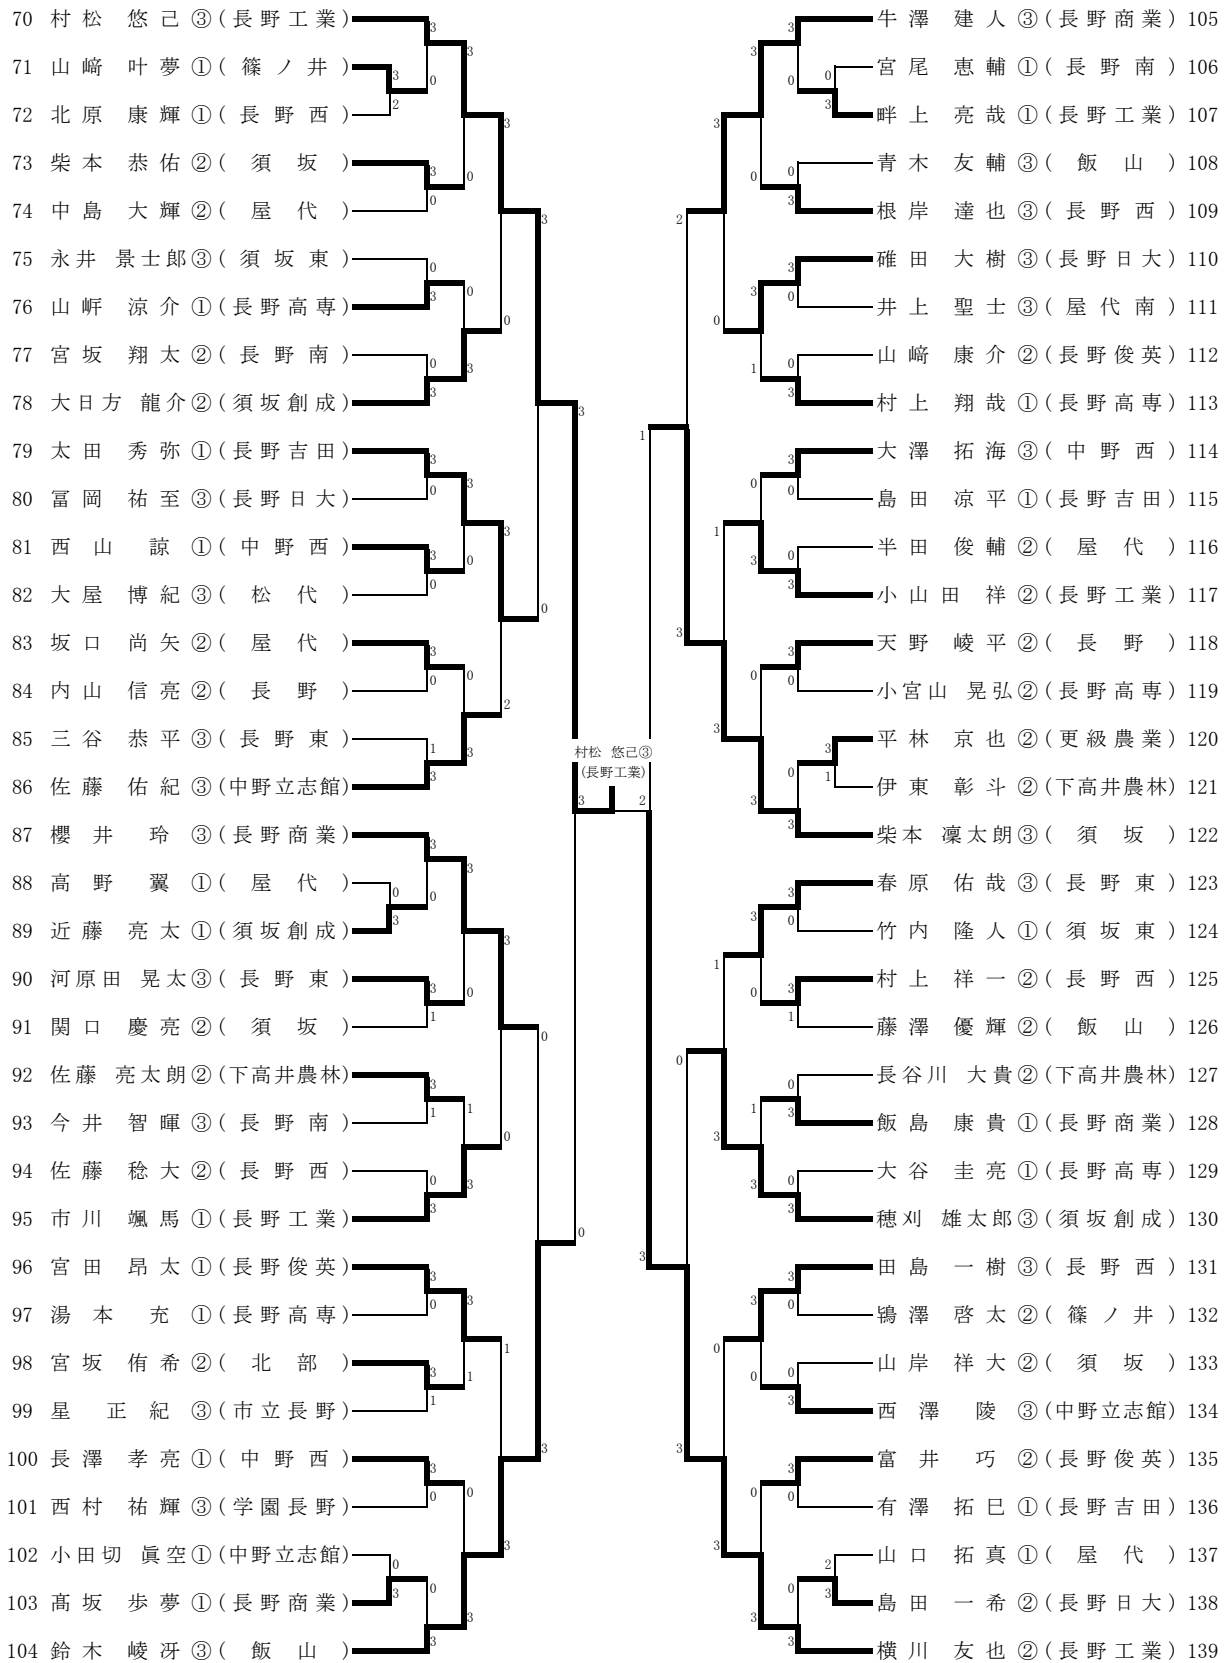 70 村松 悠己③(長野工業)
71 山﨑 叶夢①(篠ノ井)
72 北原 康輝①(長野西)
73 柴本 恭佑②(須坂)
74 中島 大輝②(屋代)
75 永井 景士郎③(須坂東)
76 山岼 涼介①(長野高専)
77 宮坂 翔太②(長野南)
78 大日方 龍介②(須坂創成)
79 太田 秀弥①(長野吉田)
80 冨岡 祐至③(長野日大)
81 西山 諒①(中野西)
82 大屋 博紀③(松代)
83 坂口 尚矢②(屋代)
84 内山 信亮②(長野)
85 三谷 恭平③(長野東)
86 佐藤 佑紀③(中野立志館)
87 櫻井 玲③(長野商業)
88 高野 翼①(屋代)
89 近藤 亮太①(須坂創成)
90 河原田 晃太③(長野東)
91 関口 慶亮②(須坂)
92 佐藤 亮太朗②(下高井農林)
93 今井 智暉③(長野南)
94 佐藤 稔大②(長野西)
95 市川 颯馬①(長野工業)
96 宮田 昂太①(長野俊英)
97 湯本 充①(長野高専)
98 宮坂 侑希②(北部)
99 星 正紀③(市立長野)
100 長澤 孝亮①(中野西)
101 西村 祐輝③(学園長野)
102 小田切 眞空①(中野立志館)
103 髙坂 歩夢①(長野商業)
104 鈴木 崚冴③(飯山)
村松 悠己③
(長野工業)
3 2
牛澤 建人③(長野商業) 105
宮尾 恵輔①(長野南) 106
畔上 亮哉①(長野工業) 107
青木 友輔③(飯山) 108
根岸 達也③(長野西) 109
碓田 大樹③(長野日大) 110
井上 聖士③(屋代南) 111
山﨑 康介②(長野俊英) 112
村上 翔哉①(長野高専) 113
大澤 拓海③(中野西) 114
島田 凉平①(長野吉田) 115
半田 俊輔②(屋代) 116
小山田 祥②(長野工業) 117
天野 崚平②(長野) 118
小宮山 晃弘②(長野高専) 119
平林 京也②(更級農業) 120
伊東 彰斗②(下高井農林) 121
柴本 凜太朗③(須坂) 122
春原 佑哉③(長野東) 123
竹内 隆人①(須坂東) 124
村上 祥一②(長野西) 125
藤澤 優輝②(飯山) 126
長谷川 大貴②(下高井農林) 127
飯島 康貴①(長野商業) 128
大谷 圭亮①(長野高専) 129
穂刈 雄太郎③(須坂創成) 130
田島 一樹③(長野西) 131
鴇澤 啓太②(篠ノ井) 132
山岸 祥大②(須坂) 133
西澤 陵③(中野立志館) 134
富井 巧②(長野俊英) 135
有澤 拓巳①(長野吉田) 136
山口 拓真①(屋代) 137
島田 一希②(長野日大) 138
横川 友也②(長野工業) 139